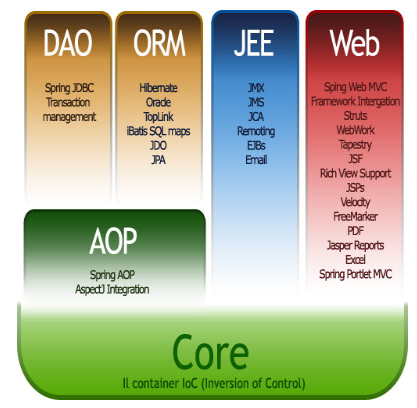 DAO
Spring JDBC
Transaction
management
ORM
Hibernate
Orade
TopLink
iBatis SQL maps
JDO
JPA
JEE
JMX
JMS
JCA
Remoting
EJBs
Email
Web
Sping Web MVC
Framework Intergation
Struts
WebWork
Tapestry
JSF
Rich View Support
JSPs
Velocity
FreeMarker
PDF
Jasper Reports
Excel
Spring Portlet MVC
AOP
Spring AOP
AspectJ Integration
Core
Il container IoC (Inversion of Control)